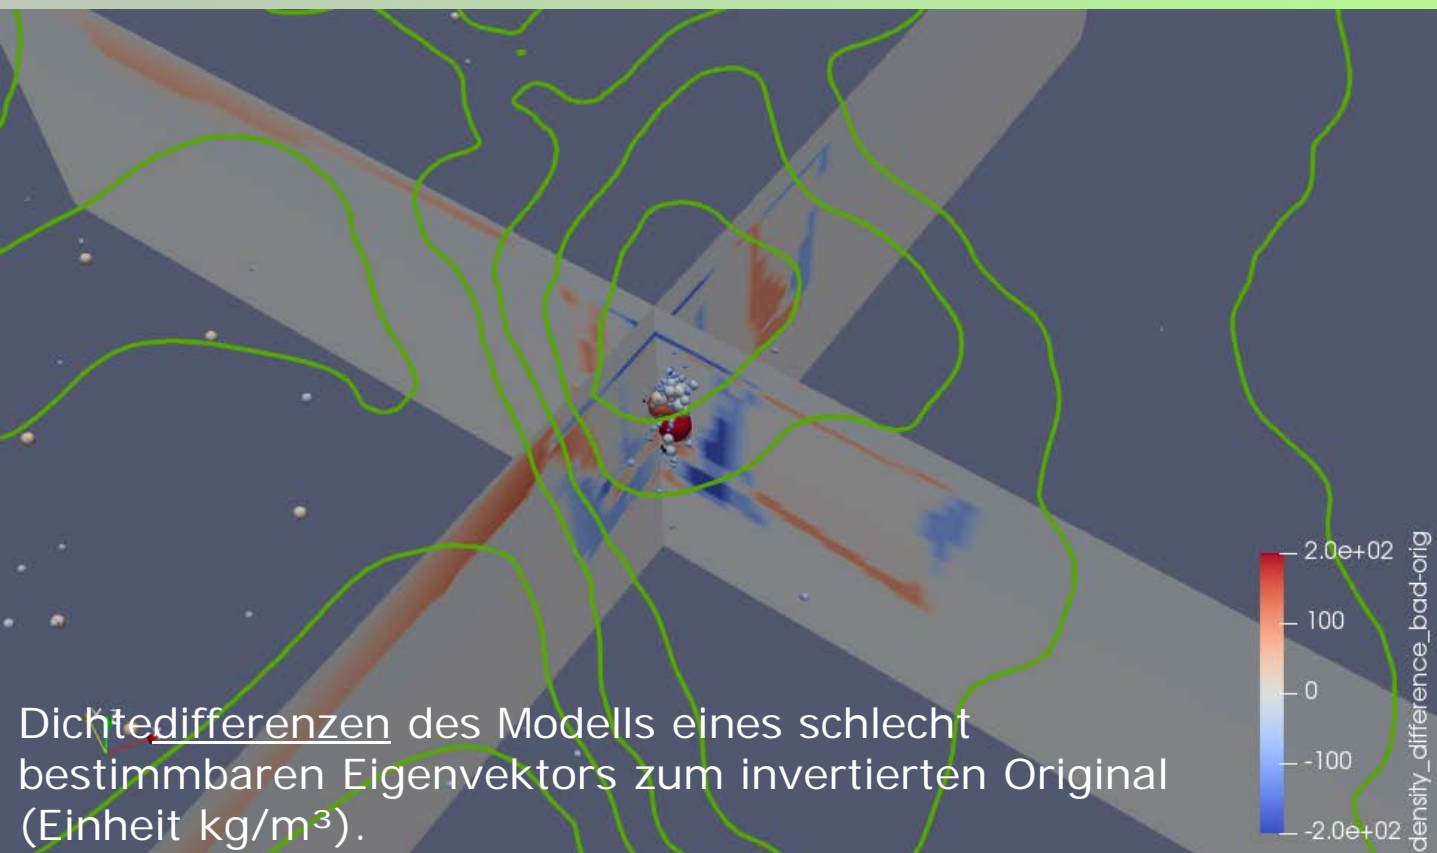 2.0e+02
100
0
-100
-2.0e+02
density_difference_bad-orig
Dichtedifferenzen des Modells eines schlecht
bestimmbaren Eigenvektors zum invertierten Original
(Einheit kg/m³).